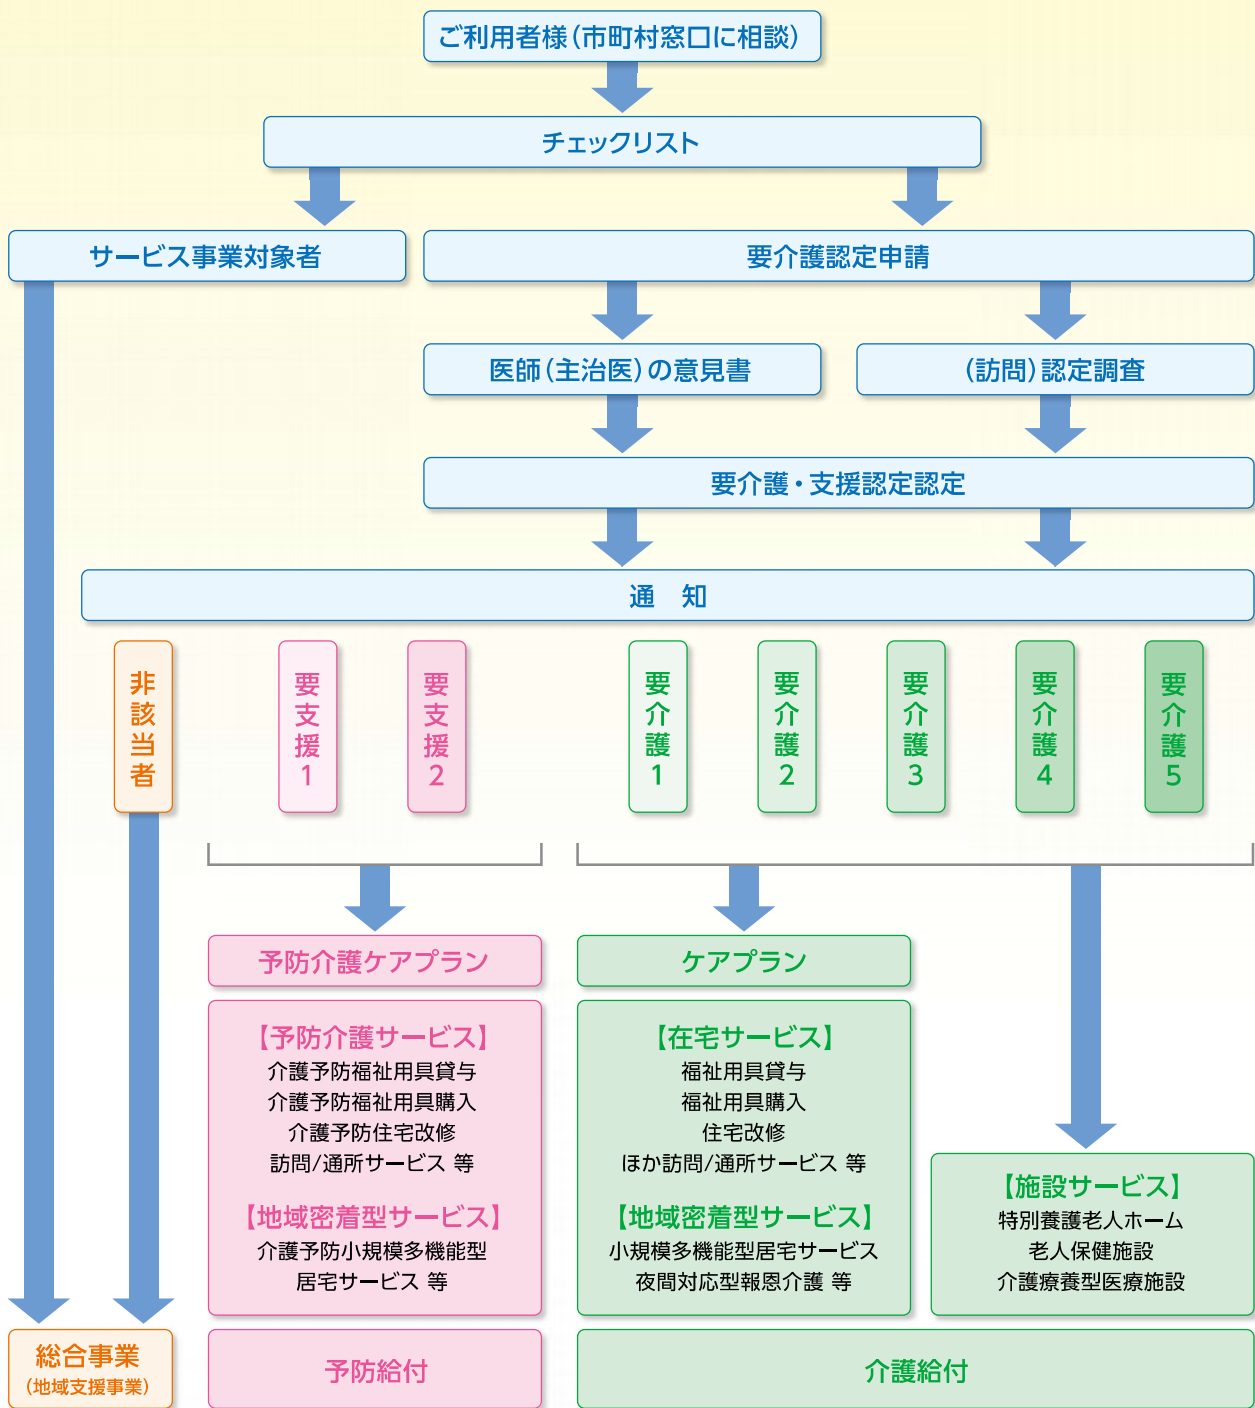 ご利用者様(市町村窓口に相談)
チェックリスト
サービス事業対象者
要介護認定申請
医師(主治医)の意見書
(訪問)認定調査
要介護・支援認定認定
通　知
非該当者
要支援1
要支援2
要介護1
要介護2
要介護3
要介護4
要介護5
予防介護ケアプラン
【予防介護サービス】
介護予防福祉用具貸与
介護予防福祉用具購入
介護予防住宅改修
訪問/通所サービス 等
【地域密着型サービス】
介護予防小規模多機能型
居宅サービス 等
ケアプラン
【在宅サービス】
福祉用具貸与
福祉用具購入
住宅改修
ほか訪問/通所サービス 等
【地域密着型サービス】
小規模多機能型居宅サービス
夜間対応型報恩介護 等
【施設サービス】
特別養護老人ホーム
老人保健施設
介護療養型医療施設
総合事業
(地域支援事業)
予防給付
介護給付